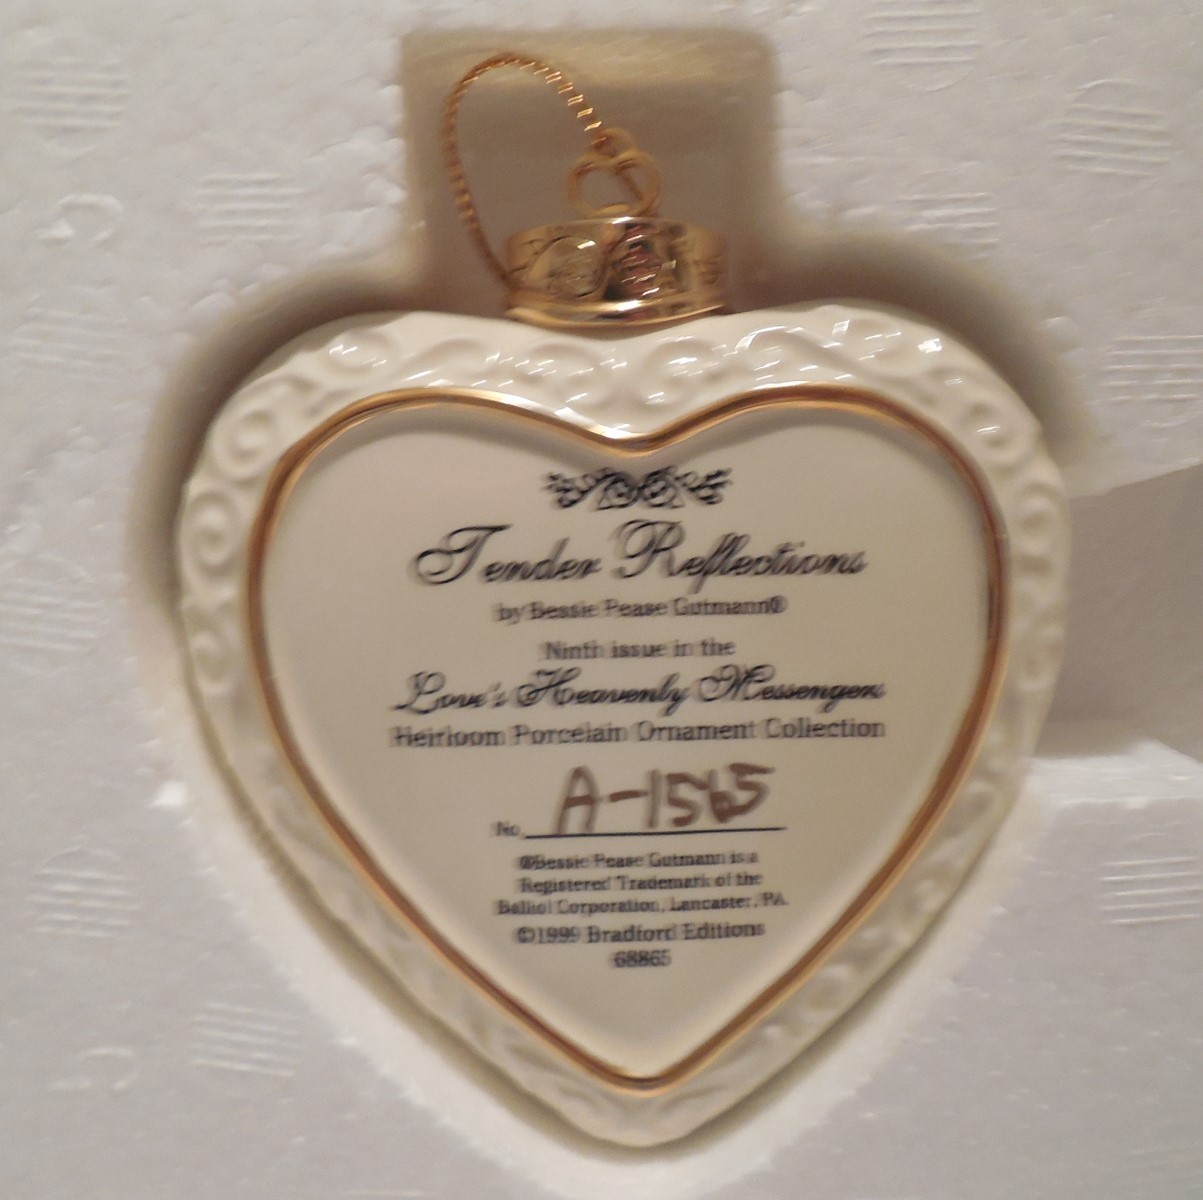 Tender Reflections
by Bessie Pease Gutmann®
Ninth issue in the
Love's Heavenly Messengers
Heirloom Porcelain Ornament Collection
No. A-1565
®Bessie Pease Gutmann is a
Registered Trademark of the
Balliol Corporation, Lancaster, PA.
©1999 Bradford Editions
68865